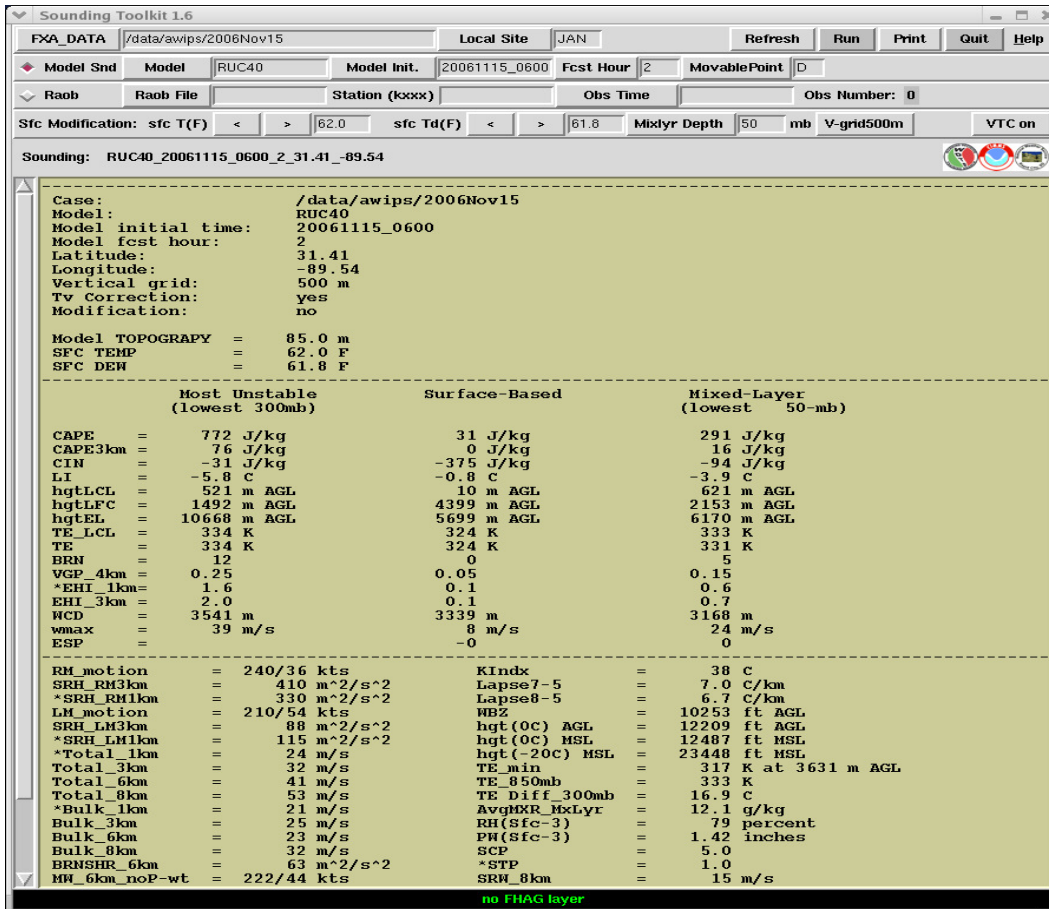 Sounding Toolkit 1.6
FXA_DATA /data/awips/2006Nov15 Local Site JAN Refresh Run Print Quit Help
Model Snd Model RUC40 Model Init. 20061115_0600 Fcst Hour 2 MovablePoint D
Raob Raob File Station (kxxx) Obs Time Obs Number: 0
Sfc Modification: sfc T(F) < > 62.0 sfc Td(F) < > 61.8 Mixlyr Depth 50 mb V-grid500m VTC on
Sounding: RUC40_20061115_0600_2_31.41_-89.54
Case: /data/awips/2006Nov15
Model: RUC40
Model initial time: 20061115_0600
Model fcst hour: 2
Latitude: 31.41
Longitude: -89.54
Vertical grid: 500 m
Tv Correction: yes
Modification: no
Model TOPOGRAPY = 85.0 m
SFC TEMP = 62.0 F
SFC DEW = 61.8 F
Most Unstable Surface-Based Mixed-Layer
(lowest 300mb) (lowest 50-mb)
CAPE = 772 J/kg 31 J/kg 291 J/kg
CAPE3km = 76 J/kg 0 J/kg 16 J/kg
CIN = -31 J/kg -375 J/kg -94 J/kg
LI = -5.8 C -0.8 C -3.9 C
hgtLCL = 521 m AGL 10 m AGL 621 m AGL
hgtLFC = 1492 m AGL 4399 m AGL 2153 m AGL
hgtEL = 10668 m AGL 5699 m AGL 6170 m AGL
TE_LCL = 334 K 324 K 333 K
TE = 334 K 324 K 331 K
BRN = 12 0 5
VGP_4km = 0.25 0.05 0.15
*EHI_1km= 1.6 0.1 0.6
EHI_3km = 2.0 0.1 0.7
WCD = 3541 m 3339 m 3168 m
wmax = 39 m/s 8 m/s 24 m/s
ESP = -0 0
RM_motion = 240/36 kts KIndx = 38 C
SRH_RM3km = 410 m^2/s^2 Lapse7-5 = 7.0 C/km
*SRH_RM1km = 330 m^2/s^2 Lapse8-5 = 6.7 C/km
LM_motion = 210/54 kts WBZ = 10253 ft AGL
SRH_LM3km = 88 m^2/s^2 hgt(0C) AGL = 12209 ft AGL
*SRH_LM1km = 115 m^2/s^2 hgt(0C) MSL = 12487 ft MSL
*Total_1km = 24 m/s hgt(-20C) MSL = 23448 ft MSL
Total_3km = 32 m/s TE_min = 317 K at 3631 m AGL
Total_6km = 41 m/s TE_850mb = 333 K
Total_8km = 53 m/s TE Diff_300mb = 16.9 C
*Bulk_1km = 21 m/s AvgMXR_MxLyr = 12.1 g/kg
Bulk_3km = 25 m/s RH(Sfc-3) = 79 percent
Bulk_6km = 23 m/s PW(Sfc-3) = 1.42 inches
Bulk_8km = 32 m/s SCP = 5.0
BRNSHR_6km = 63 m^2/s^2 *STP = 1.0
MW_6km_noP-wt = 222/44 kts SRW_8km = 15 m/s
no FHAG layer